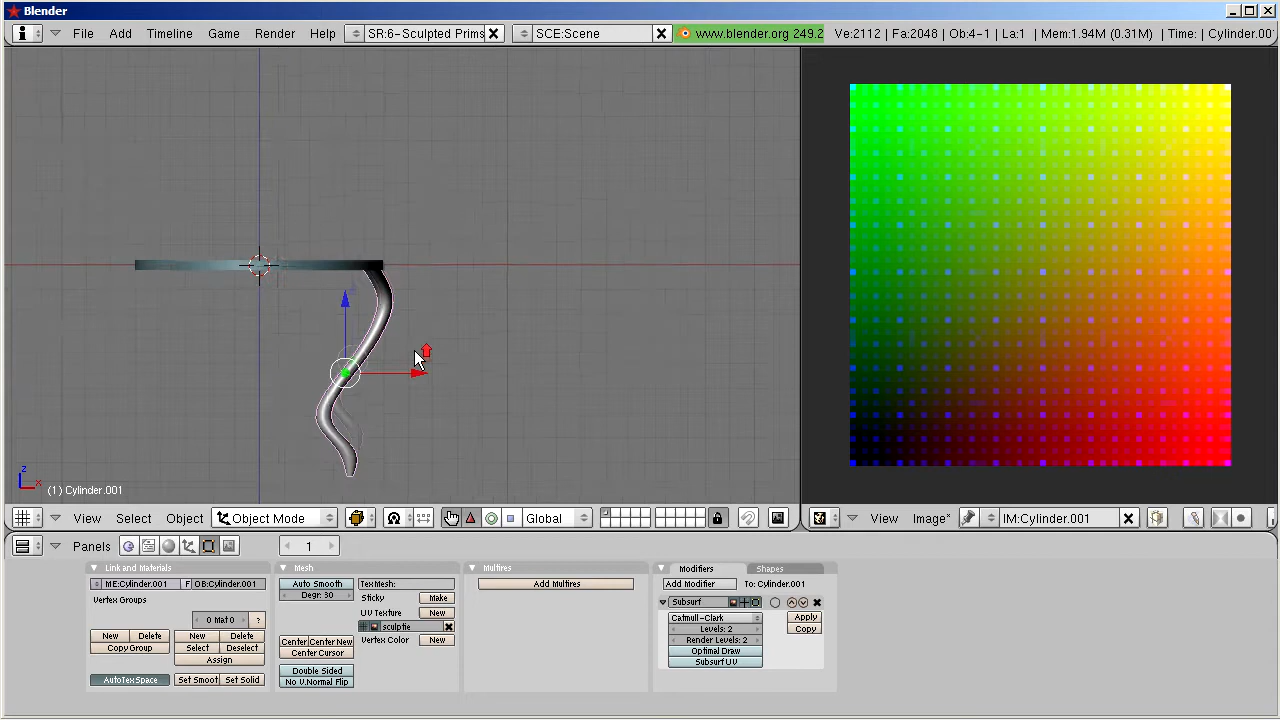 Blender
File Add Timeline Game Render Help SR:6-Sculpted Prims SCE:Scene www.blender.org 249.2 Ve:2112 | Fa:2048 | Ob:4-1 | La:1 | Mem:1.94M (0.31M) | Time: | Cylinder.00
z
x
(1) Cylinder.001
View Select Object Object Mode Global View Image* IM:Cylinder.001
Panels 1
Link and Materials Mesh Multires Modifiers Shapes
ME:Cylinder.001 F OB:Cylinder.001 Auto Smooth TexMesh: Add Multires Add Modifier To: Cylinder.001
Degr: 30 Sticky Make
Vertex Groups Subsurf
0 Mat 0 ? UV Texture New Catmull-Clark Apply
sculptie Levels: 2 Copy
New Delete New Delete Center Center New Vertex Color New Render Levels: 2
Copy Group Select Deselect Center Cursor Optimal Draw
Assign Subsurf UV
Double Sided
AutoTexSpace Set Smoot Set Solid No V.Normal Flip